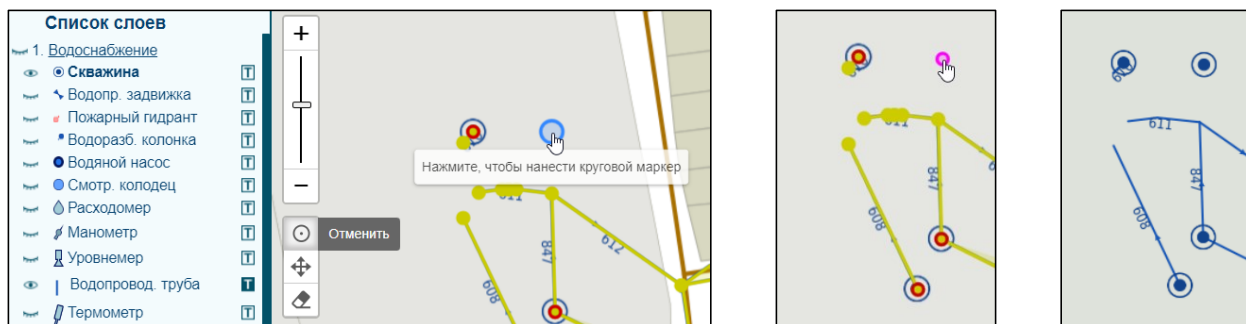 Список слоев
1. Водоснабжение
Скважина T
Водопр. задвижка T
Пожарный гидрант T
Водоразб. колонка T
Водяной насос T
Смотр. колодец T
Расходомер T
Манометр T
Уровнемер T
Водопровод. труба T
Термометр T
+
−
Нажмите, чтобы нанести круговой маркер
Отменить
611
847
612
608
611
847
608
611
847
608